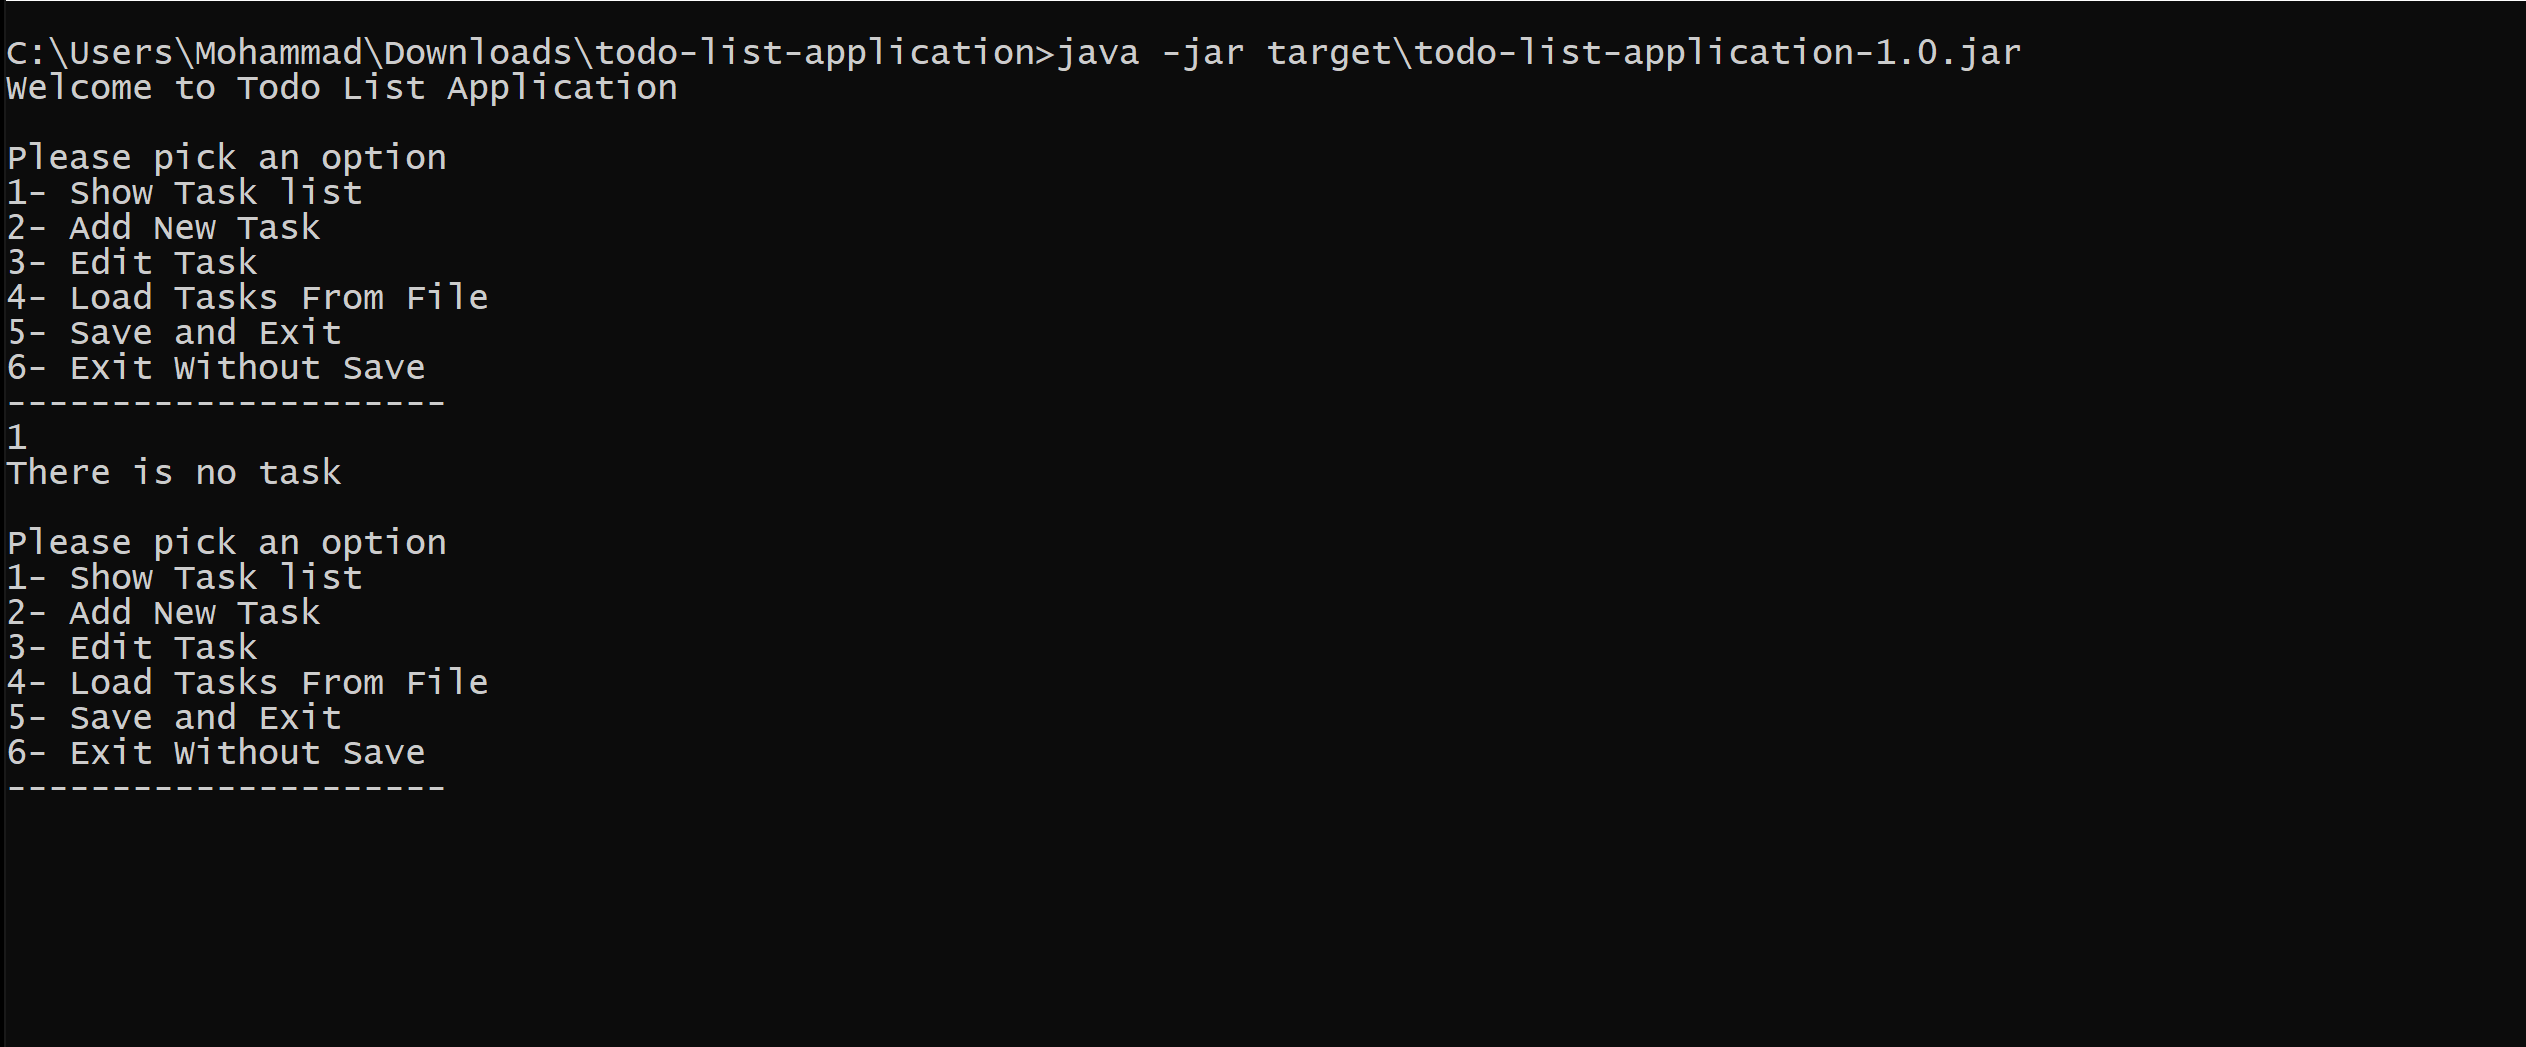 C:\Users\Mohammad\Downloads\todo-list-application>java -jar target\todo-list-application-1.0.jar
Welcome to Todo List Application
Please pick an option
1- Show Task list
2- Add New Task
3- Edit Task
4- Load Tasks From File
5- Save and Exit
6- Exit Without Save
---------------------
1
There is no task
Please pick an option
1- Show Task list
2- Add New Task
3- Edit Task
4- Load Tasks From File
5- Save and Exit
6- Exit Without Save
---------------------